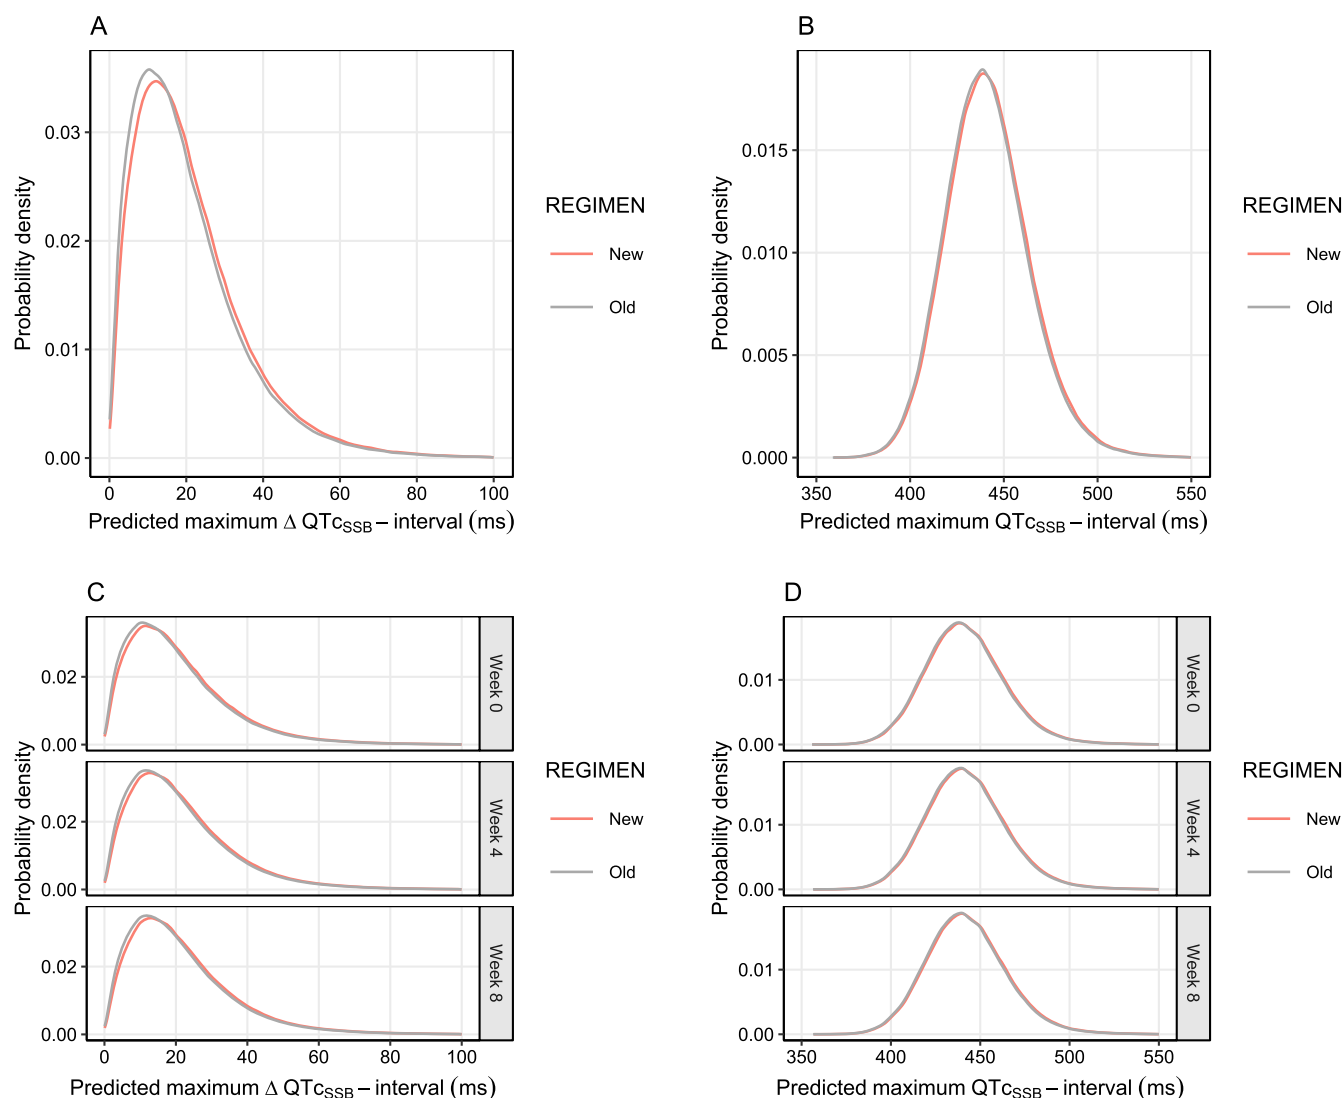 A
Probability density
0.03
0.02
0.01
0.00
0 20 40 60 80 100
Predicted maximum Δ QTcSSB – interval (ms)
REGIMEN
New
Old
B
Probability density
0.015
0.010
0.005
0.000
350 400 450 500 550
Predicted maximum QTcSSB – interval (ms)
REGIMEN
New
Old
C
Probability density
0.02
0.00
Week 0
0.02
0.00
Week 4
0.02
0.00
Week 8
0 20 40 60 80 100
Predicted maximum Δ QTcSSB – interval (ms)
REGIMEN
New
Old
D
Probability density
0.01
0.00
Week 0
0.01
0.00
Week 4
0.01
0.00
Week 8
350 400 450 500 550
Predicted maximum QTcSSB – interval (ms)
REGIMEN
New
Old